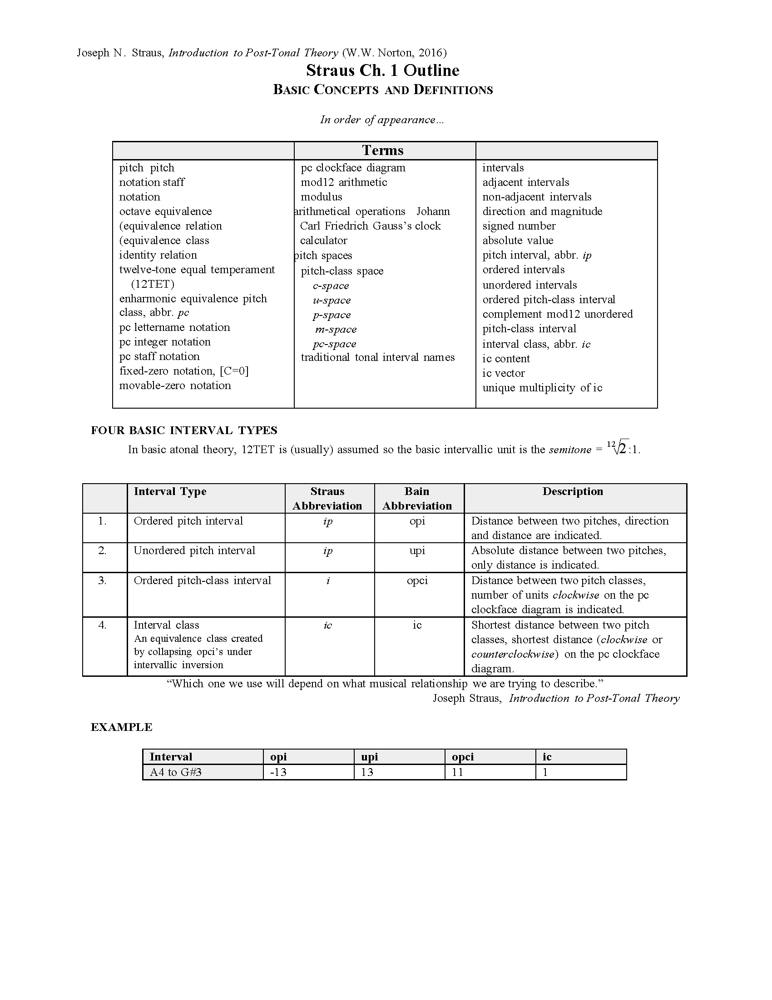 Joseph N. Straus, Introduction to Post-Tonal Theory (W.W. Norton, 2016)
Straus Ch. 1 Outline
BASIC CONCEPTS AND DEFINITIONS
In order of appearance…
Terms
pitch pitch
notation staff
notation
octave equivalence
(equivalence relation
(equivalence class
identity relation
twelve-tone equal temperament
(12TET)
enharmonic equivalence pitch
class, abbr. pc
pc lettername notation
pc integer notation
pc staff notation
fixed-zero notation, [C=0]
movable-zero notation
pc clockface diagram
mod12 arithmetic
modulus
arithmetical operations Johann
Carl Friedrich Gauss’s clock
calculator
pitch spaces
pitch-class space
c-space
u-space
p-space
m-space
pc-space
traditional tonal interval names
intervals
adjacent intervals
non-adjacent intervals
direction and magnitude
signed number
absolute value
pitch interval, abbr. ip
ordered intervals
unordered intervals
ordered pitch-class interval
complement mod12 unordered
pitch-class interval
interval class, abbr. ic
ic content
ic vector
unique multiplicity of ic
FOUR BASIC INTERVAL TYPES
In basic atonal theory, 12TET is (usually) assumed so the basic intervallic unit is the semitone = ¹²√2:1.
Interval Type
Straus
Abbreviation
Bain
Abbreviation
Description
1.
Ordered pitch interval
ip
opi
Distance between two pitches, direction
and distance are indicated.
2.
Unordered pitch interval
ip
upi
Absolute distance between two pitches,
only distance is indicated.
3.
Ordered pitch-class interval
i
opci
Distance between two pitch classes,
number of units clockwise on the pc
clockface diagram is indicated.
4.
Interval class
An equivalence class created
by collapsing opci’s under
intervallic inversion
ic
ic
Shortest distance between two pitch
classes, shortest distance (clockwise or
counterclockwise) on the pc clockface
diagram.
“Which one we use will depend on what musical relationship we are trying to describe.”
Joseph Straus, Introduction to Post-Tonal Theory
EXAMPLE
Interval opi upi opci ic
A4 to G#3 -13 13 11 1